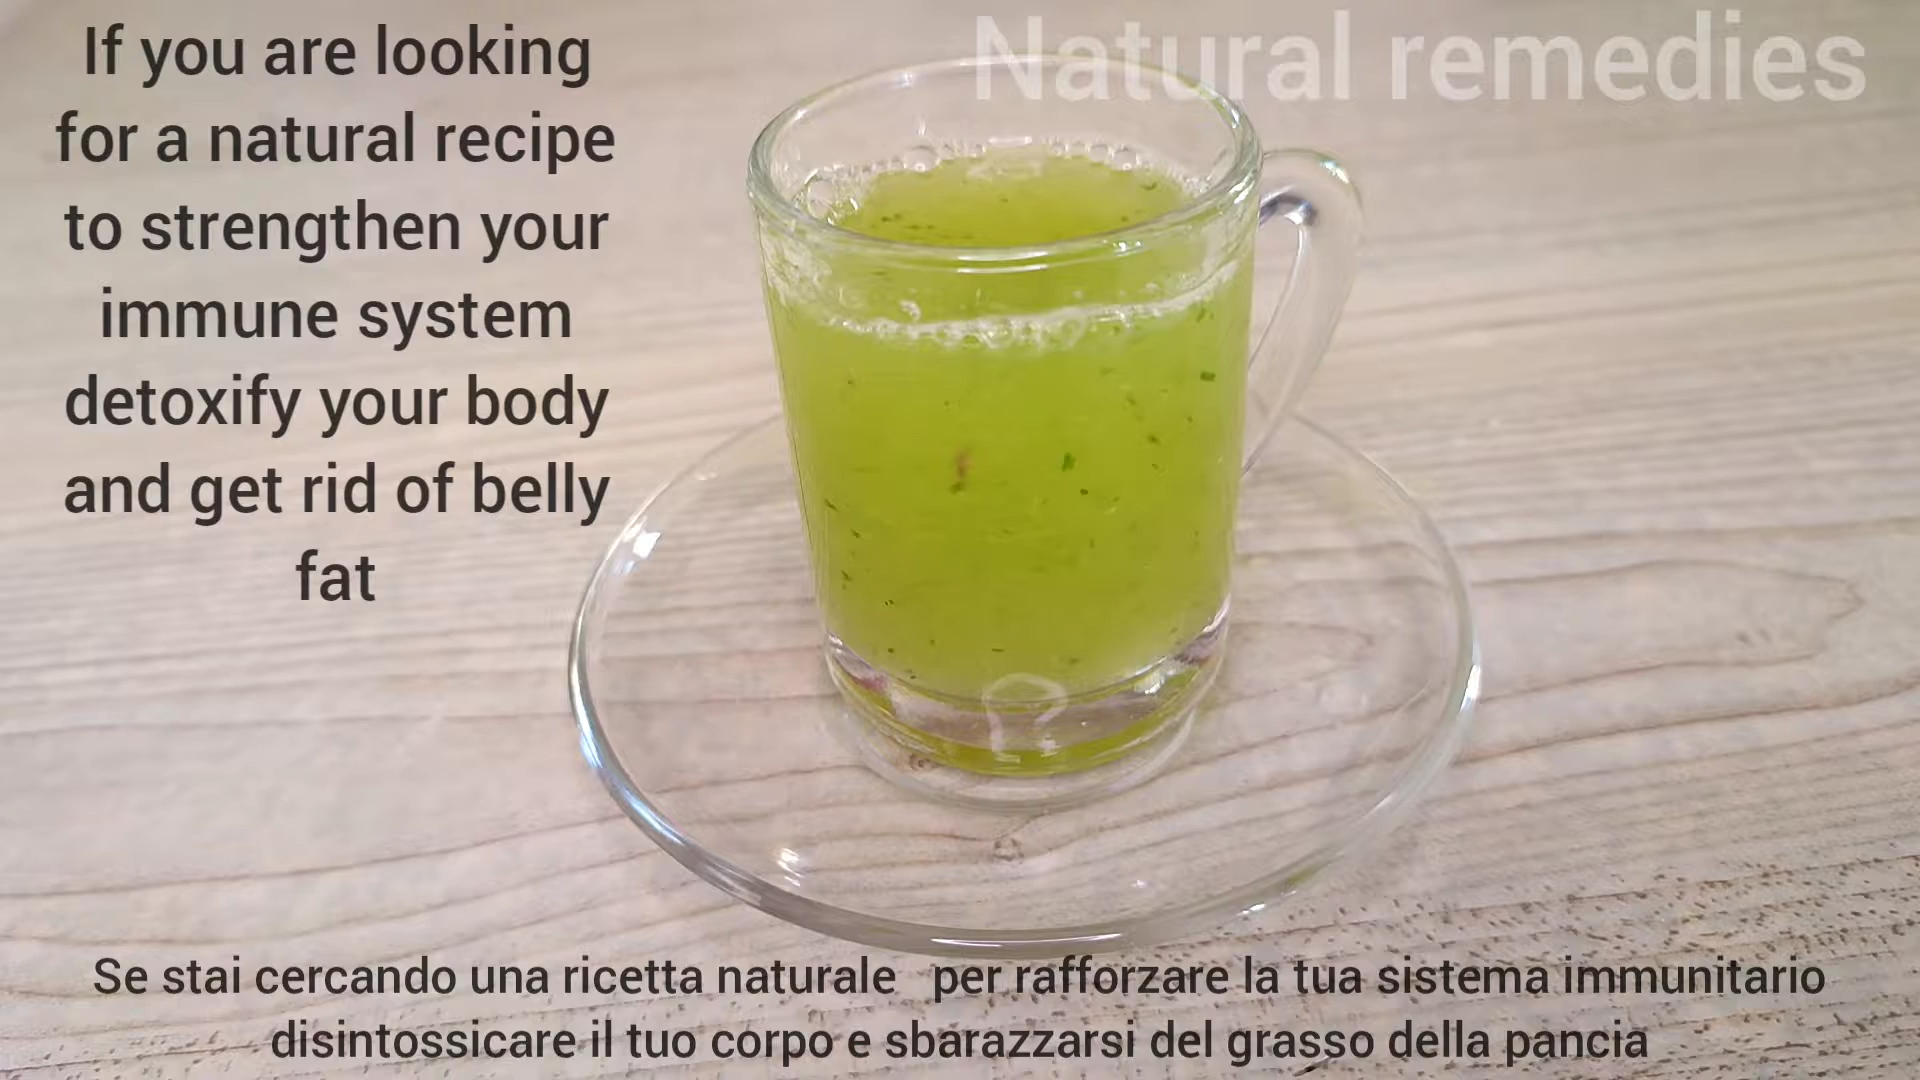 If you are looking
for a natural recipe
to strengthen your
immune system
detoxify your body
and get rid of belly
fat
Natural remedies
Se stai cercando una ricetta naturale per rafforzare la tua sistema immunitario
disintossicare il tuo corpo e sbarazzarsi del grasso della pancia